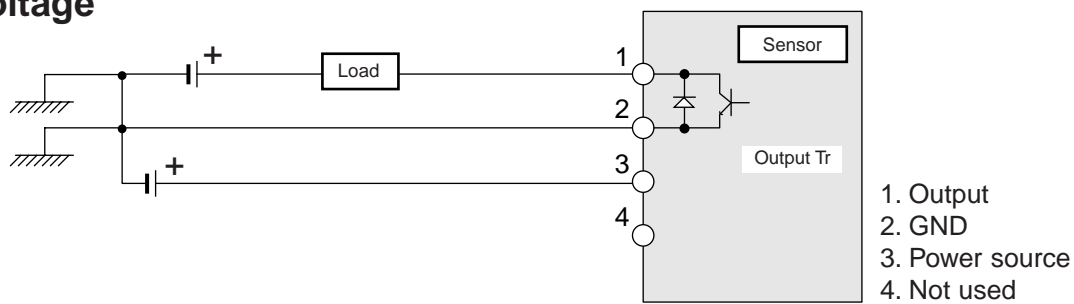 oltage
+
Load
1
Sensor
2
Output Tr
+
3
4
1. Output
2. GND
3. Power source
4. Not used